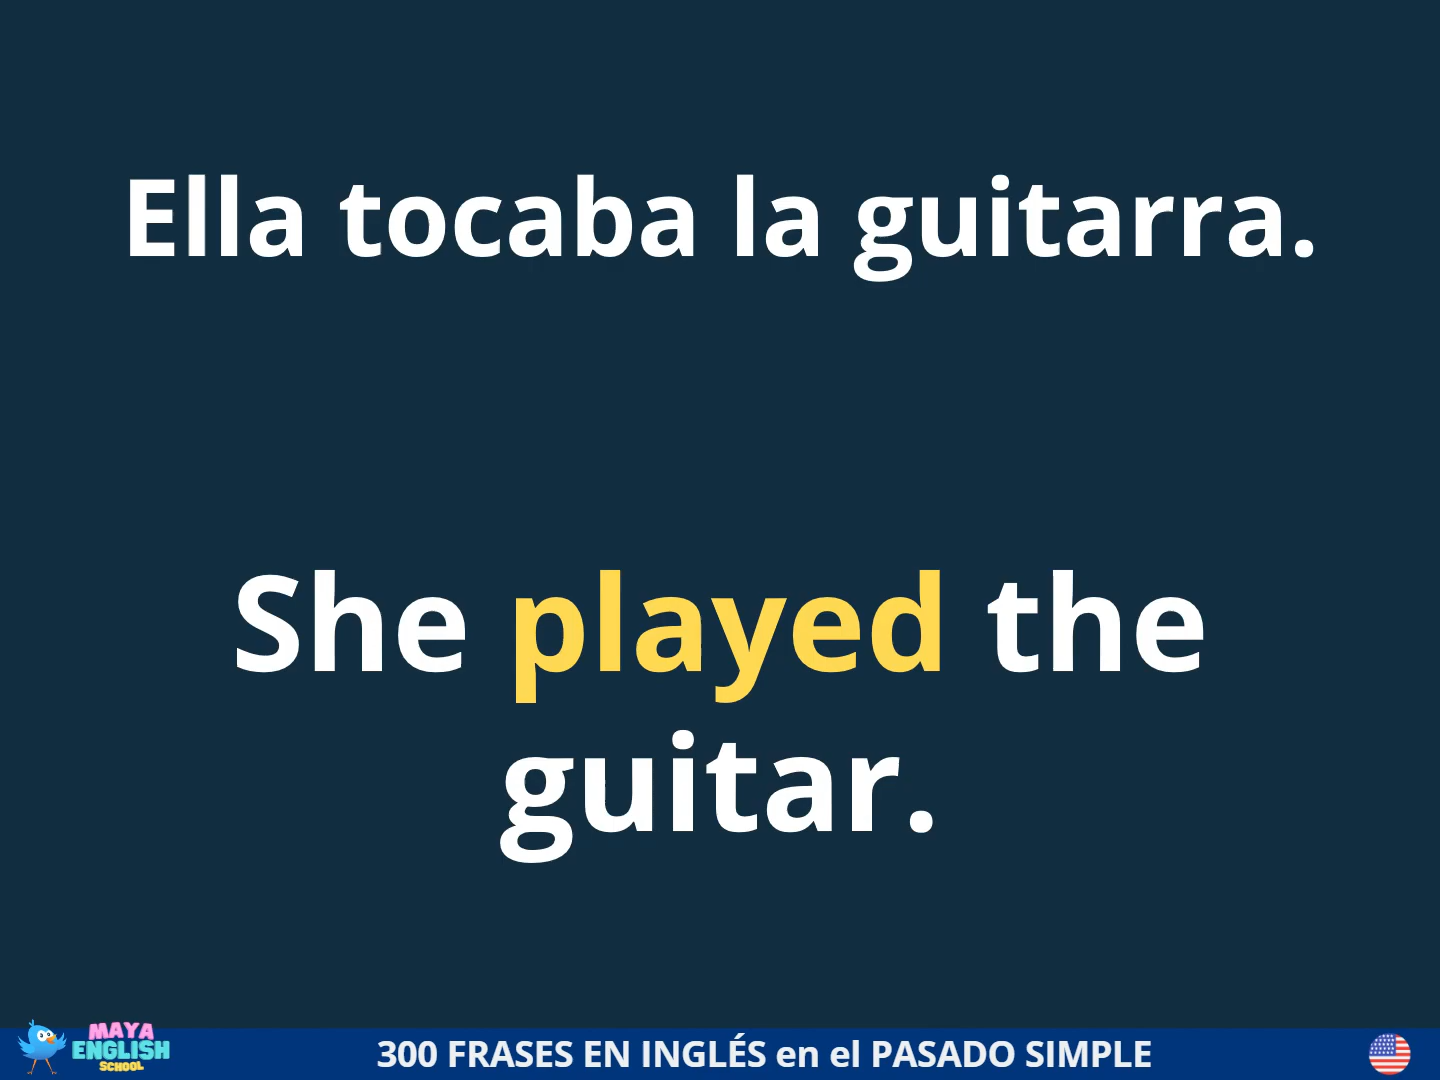 Ella tocaba la guitarra.
She played the
guitar.
MAYA
ENGLISH
SCHOOL
300 FRASES EN INGLÉS en el PASADO SIMPLE